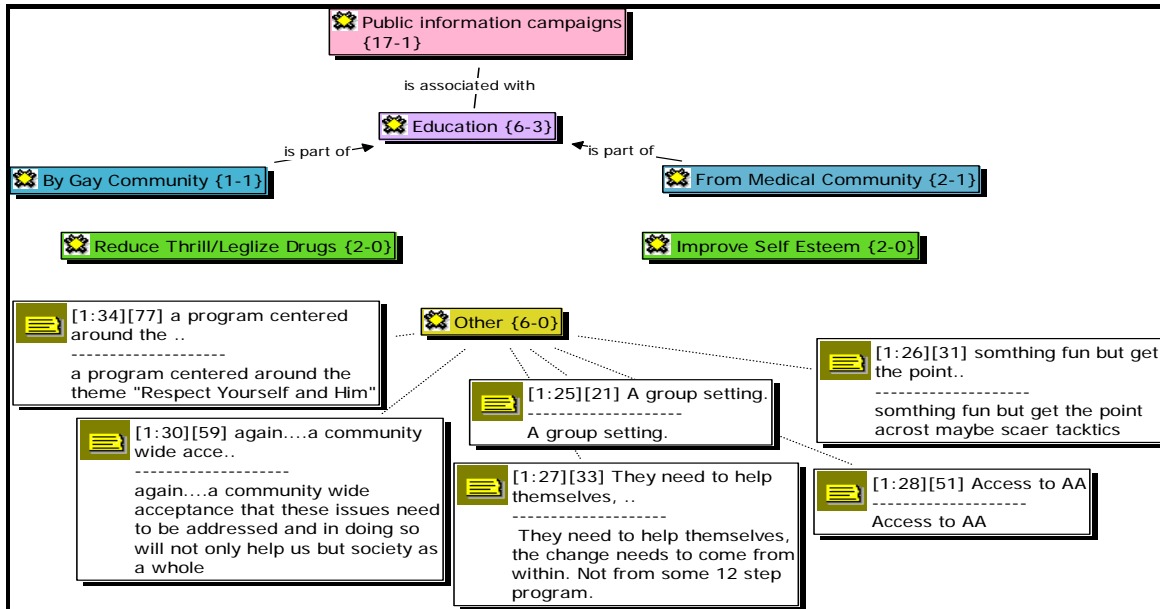 Public information campaigns
{17-1}
is associated with
Education {6-3}
is part of
is part of
By Gay Community {1-1}
From Medical Community {2-1}
Reduce Thrill/Leglize Drugs {2-0}
Improve Self Esteem {2-0}
[1:34][77] a program centered
around the ..
--------------------
a program centered around the
theme "Respect Yourself and Him"
Other {6-0}
[1:26][31] somthing fun but get
the point..
--------------------
somthing fun but get the point
acrost maybe scaer tacktics
[1:25][21] A group setting.
--------------------
A group setting.
[1:30][59] again....a community
wide acce..
--------------------
again....a community wide
acceptance that these issues need
to be addressed and in doing so
will not only help us but society as
a whole
[1:27][33] They need to help
themselves, ..
--------------------
They need to help themselves,
the change needs to come from
within. Not from some 12 step
program.
[1:28][51] Access to AA
--------------------
Access to AA